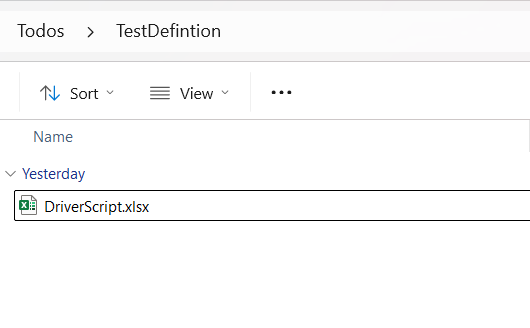 Todos > TestDefintion
Sort View ...
Name
Yesterday
DriverScript.xlsx